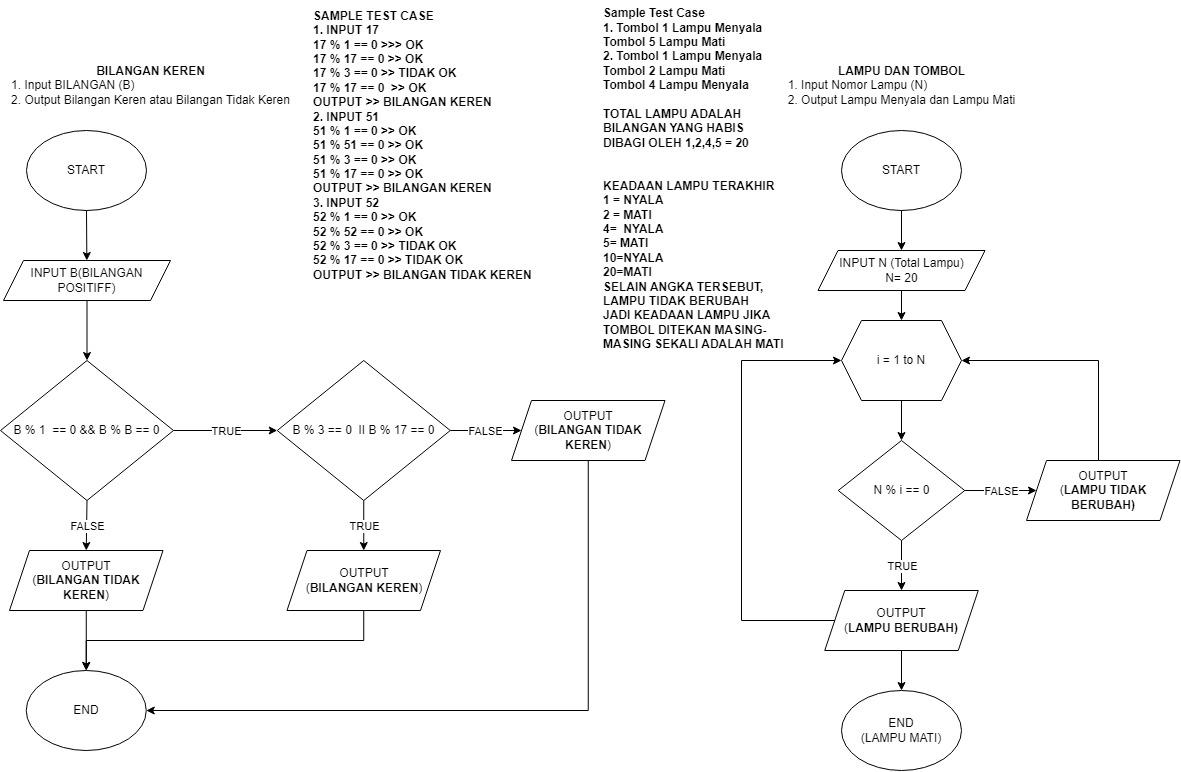 BILANGAN KEREN
1. Input BILANGAN (B)
2. Output Bilangan Keren atau Bilangan Tidak Keren
START
INPUT B(BILANGAN
POSITIFF)
B % 1  == 0 && B % B == 0
TRUE
B % 3 == 0  II B % 17 == 0
FALSE
OUTPUT
(BILANGAN TIDAK
KEREN)
FALSE
TRUE
OUTPUT
(BILANGAN TIDAK
KEREN)
OUTPUT
(BILANGAN KEREN)
END
SAMPLE TEST CASE
1. INPUT 17
17 % 1 == 0 >>> OK
17 % 17 == 0 >> OK
17 % 3 == 0 >> TIDAK OK
17 % 17 == 0  >> OK
OUTPUT >> BILANGAN KEREN
2. INPUT 51
51 % 1 == 0 >> OK
51 % 51 == 0 >> OK
51 % 3 == 0 >> OK
51 % 17 == 0 >> OK
OUTPUT >> BILANGAN KEREN
3. INPUT 52
52 % 1 == 0 >> OK
52 % 52 == 0 >> OK
52 % 3 == 0 >> TIDAK OK
52 % 17 == 0 >> TIDAK OK
OUTPUT >> BILANGAN TIDAK KEREN
Sample Test Case
1. Tombol 1 Lampu Menyala
Tombol 5 Lampu Mati
2. Tombol 1 Lampu Menyala
Tombol 2 Lampu Mati
Tombol 4 Lampu Menyala
TOTAL LAMPU ADALAH
BILANGAN YANG HABIS
DIBAGI OLEH 1,2,4,5 = 20
KEADAAN LAMPU TERAKHIR
1 = NYALA
2 = MATI
4=  NYALA
5= MATI
10=NYALA
20=MATI
SELAIN ANGKA TERSEBUT,
LAMPU TIDAK BERUBAH
JADI KEADAAN LAMPU JIKA
TOMBOL DITEKAN MASING-
MASING SEKALI ADALAH MATI
LAMPU DAN TOMBOL
1. Input Nomor Lampu (N)
2. Output Lampu Menyala dan Lampu Mati
START
INPUT N (Total Lampu)
N= 20
i = 1 to N
N % i == 0
FALSE
OUTPUT
(LAMPU TIDAK
BERUBAH)
TRUE
OUTPUT
(LAMPU BERUBAH)
END
(LAMPU MATI)